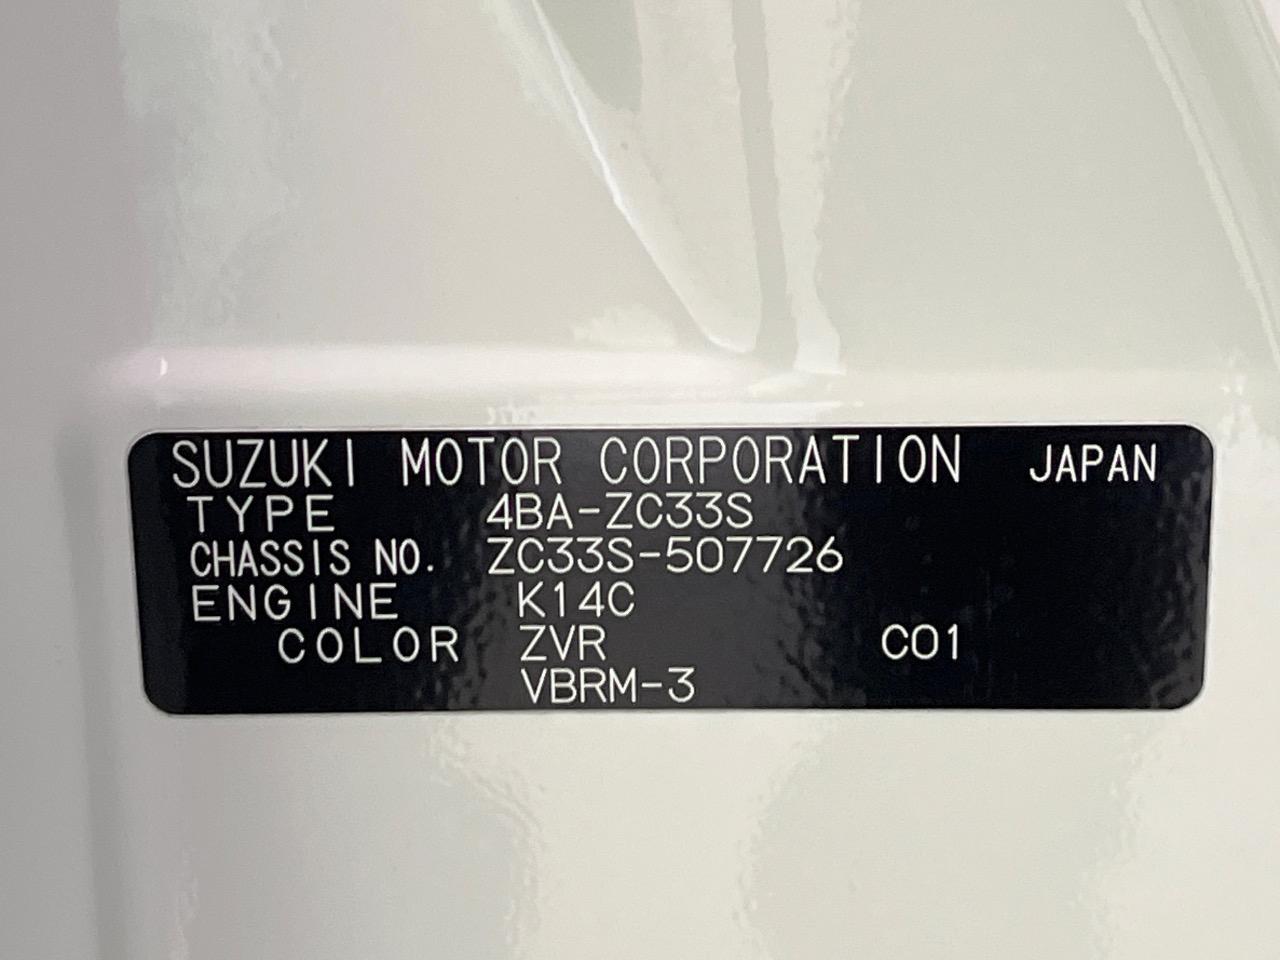 SUZUKI MOTOR CORPORATION JAPAN
TYPE 4BA-ZC33S
CHASSIS NO. ZC33S-507726
ENGINE K14C
COLOR ZVR C01
VBRM-3